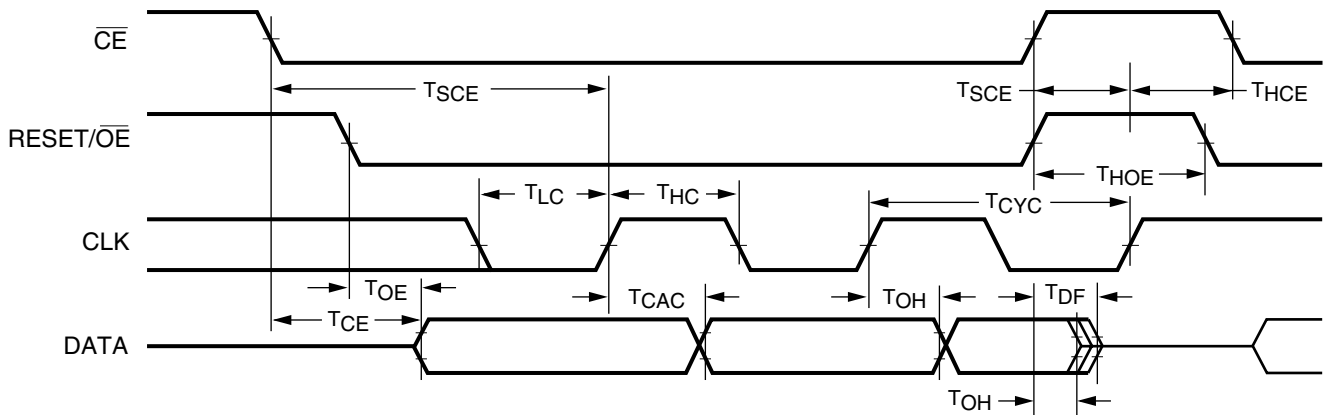 CE
TSCE
TSCE
THCE
RESET/OE
TLC
THC
TCYC
THOE
CLK
TOE
TCAC
TOH
TDF
TCE
DATA
TOH